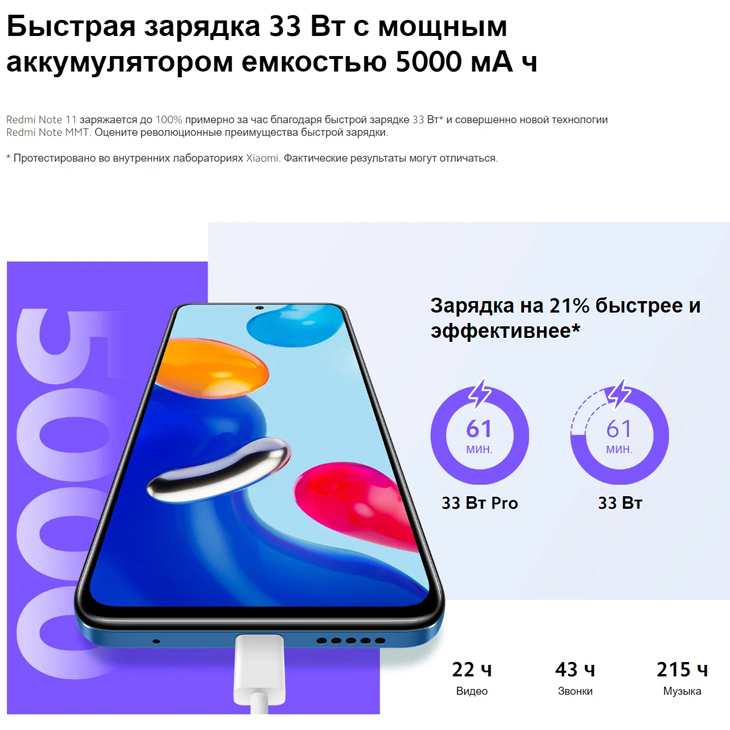 Быстрая зарядка 33 Вт с мощным
аккумулятором емкостью 5000 мА ч
Redmi Note 11 заряжается до 100% примерно за час благодаря быстрой зарядке 33 Вт* и совершенно новой технологии
Redmi Note MMT. Оцените революционные преимущества быстрой зарядки.
* Протестировано во внутренних лабораториях Xiaomi. Фактические результаты могут отличаться.
5000
Зарядка на 21% быстрее и
эффективнее*
61 61
мин. мин.
33 Вт Pro 33 Вт
22 ч 43 ч 215 ч
Видео Звонки Музыка